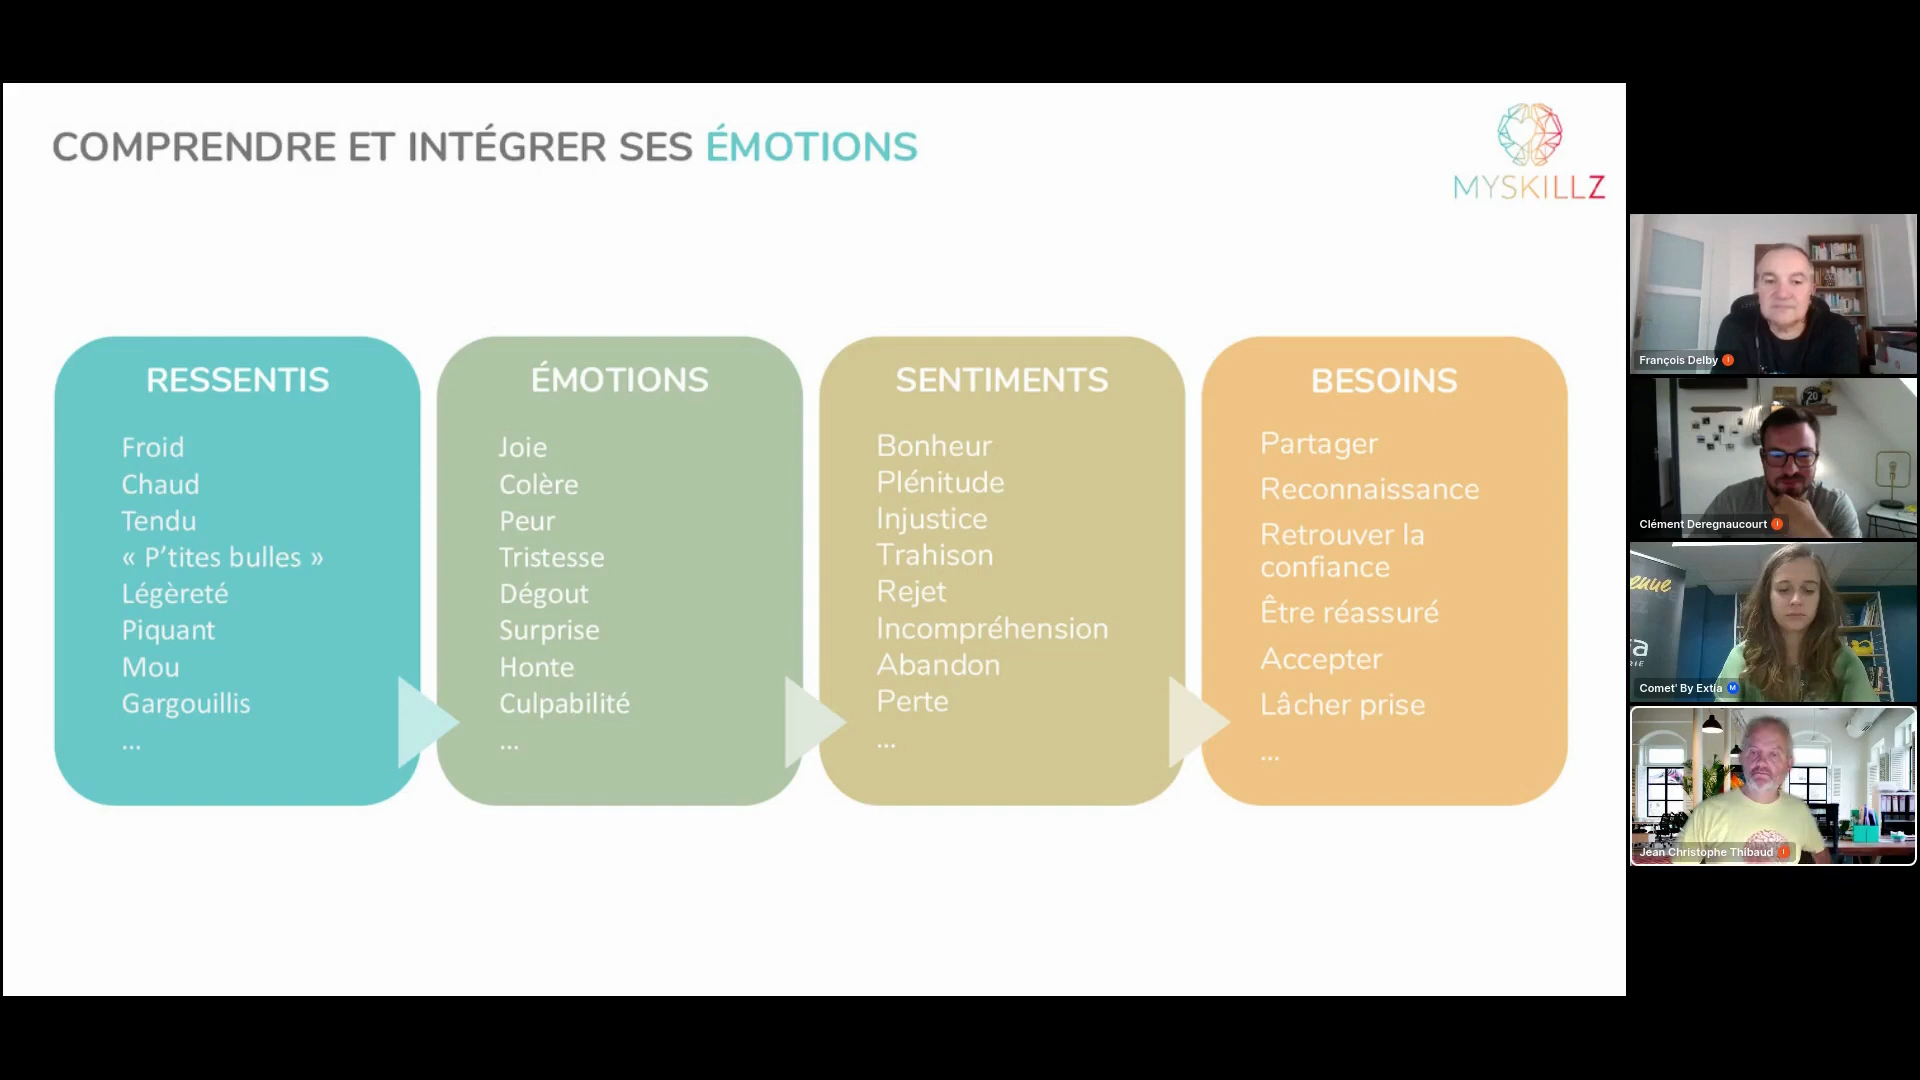 COMPRENDRE ET INTÉGRER SES ÉMOTIONS
MYSKILLZ
RESSENTIS
Froid
Chaud
Tendu
« P’tites bulles »
Légèreté
Piquant
Mou
Gargouillis
...
ÉMOTIONS
Joie
Colère
Peur
Tristesse
Dégout
Surprise
Honte
Culpabilité
...
SENTIMENTS
Bonheur
Plénitude
Injustice
Trahison
Rejet
Incompréhension
Abandon
Perte
...
BESOINS
Partager
Reconnaissance
Retrouver la
confiance
Être réassuré
Accepter
Lâcher prise
...
François Delby
20
Clément Deregnaucourt
Comet' By Extia M
Jean Christophe Thibaud